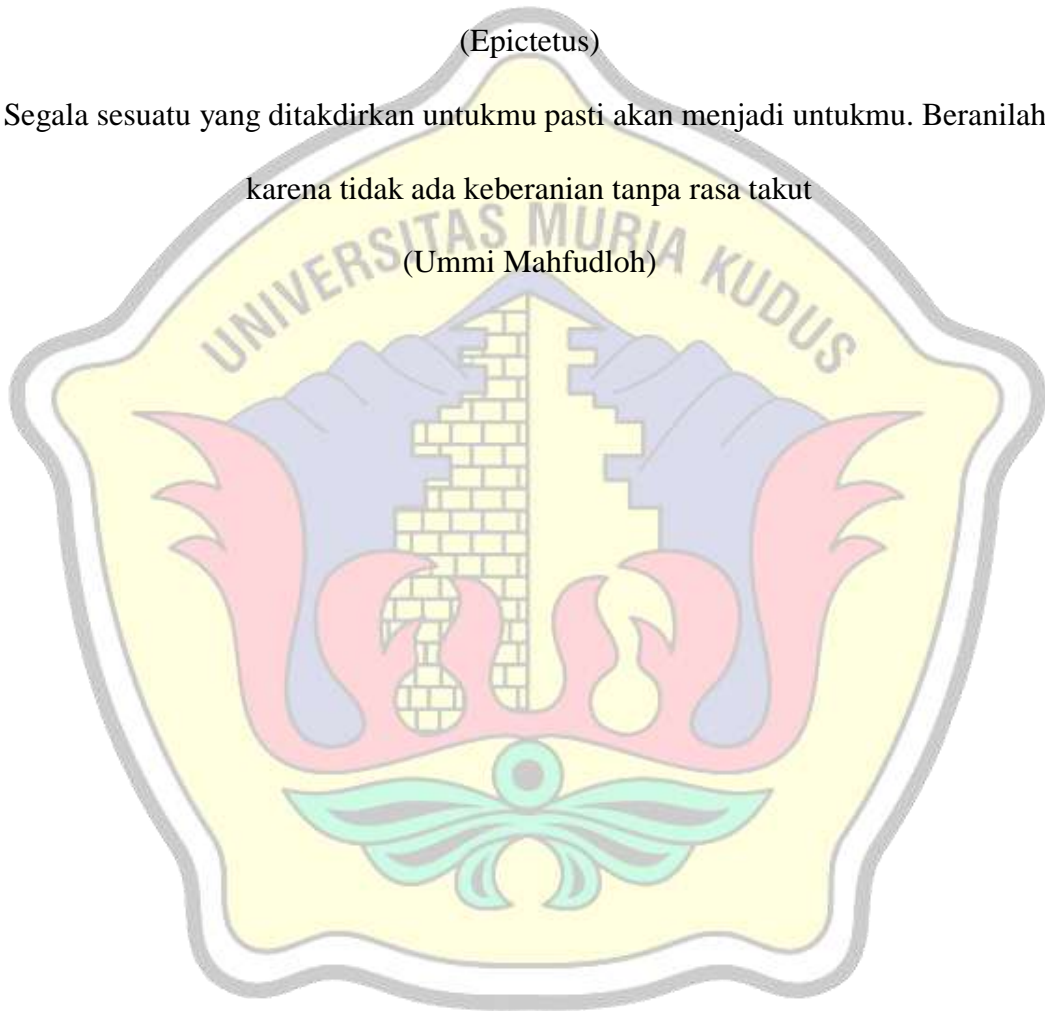 (Epictetus)
Segala sesuatu yang ditakdirkan untukmu pasti akan menjadi untukmu. Beranilah
karena tidak ada keberanian tanpa rasa takut
(Ummi Mahfudloh)
UNIVERSITAS MURIA KUDUS